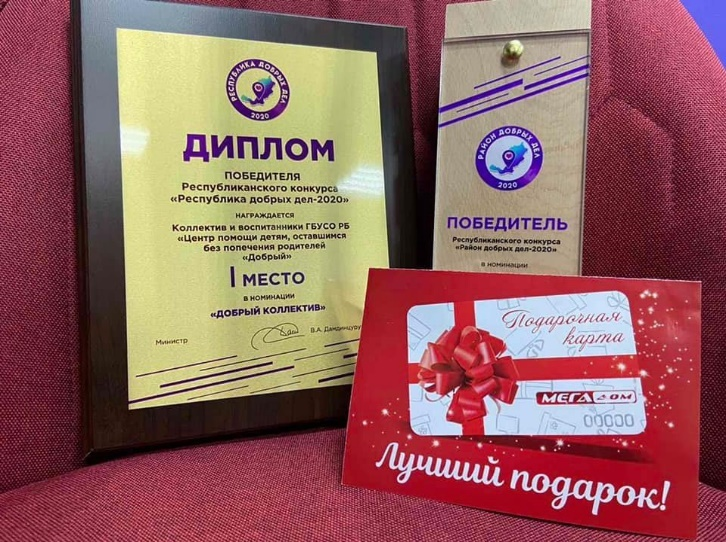 РЕСПУБЛИКА ДОБРЫХ ДЕЛ
2020
ДИПЛОМ
ПОБЕДИТЕЛЯ
Республиканского конкурса
«Республика добрых дел-2020»
НАГРАЖДАЕТСЯ
Коллектив и воспитанники ГБУСО РБ
«Центр помощи детям, оставшимся
без попечения родителей
«Добрый»
I МЕСТО
В НОМИНАЦИИ
«ДОБРЫЙ КОЛЛЕКТИВ»
Министр
В.А. Дамдинцуру
РАЙОН ДОБРЫХ ДЕЛ
2020
ПОБЕДИТЕЛЬ
Республиканского конкурса
«Район добрых дел-2020»
в номинации
Подарочная
карта
МЕГА ДОМ
00000
Лучший подарок!